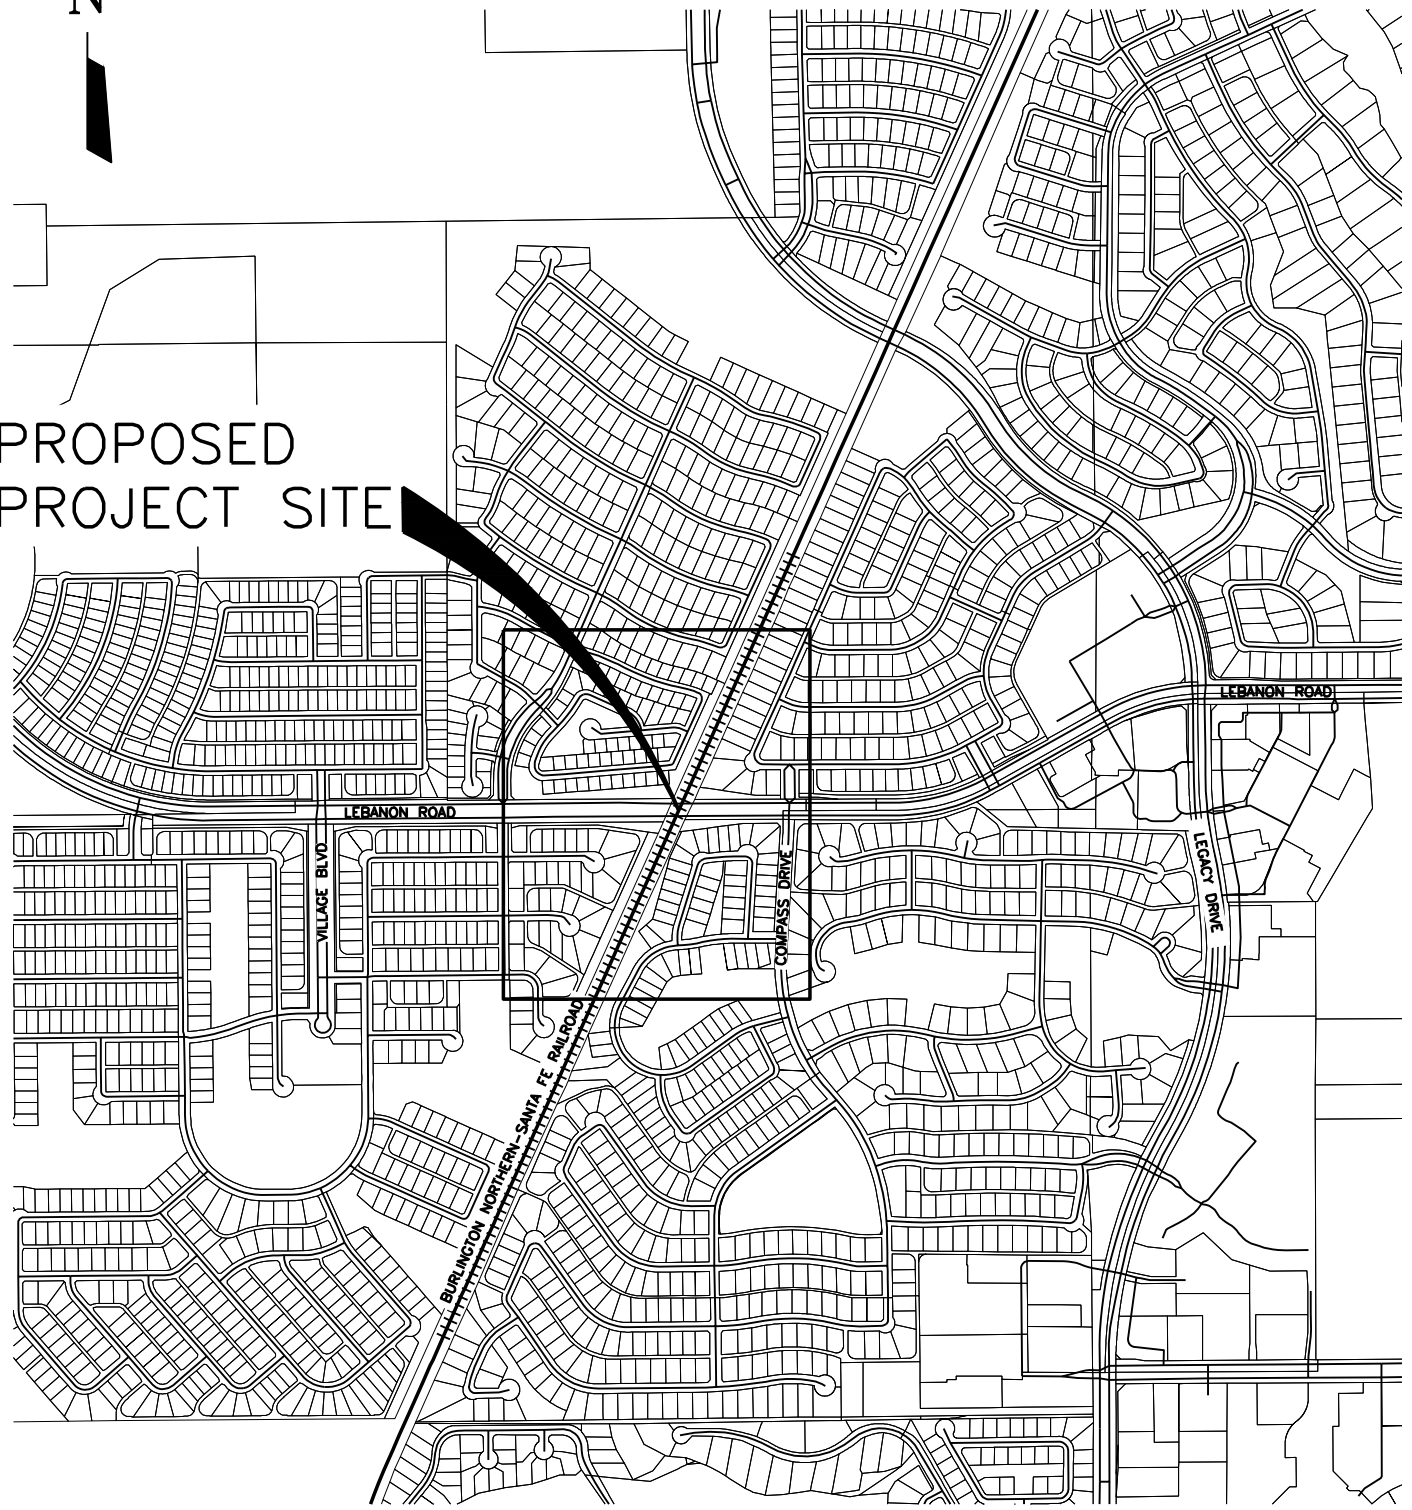 N
PROPOSED
PROJECT SITE
LEBANON ROAD
LEBANON ROAD
VILLAGE BLVD.
COMPASS DRIVE
LEGACY DRIVE
BURLINGTON NORTHERN-SANTA FE RAILROAD